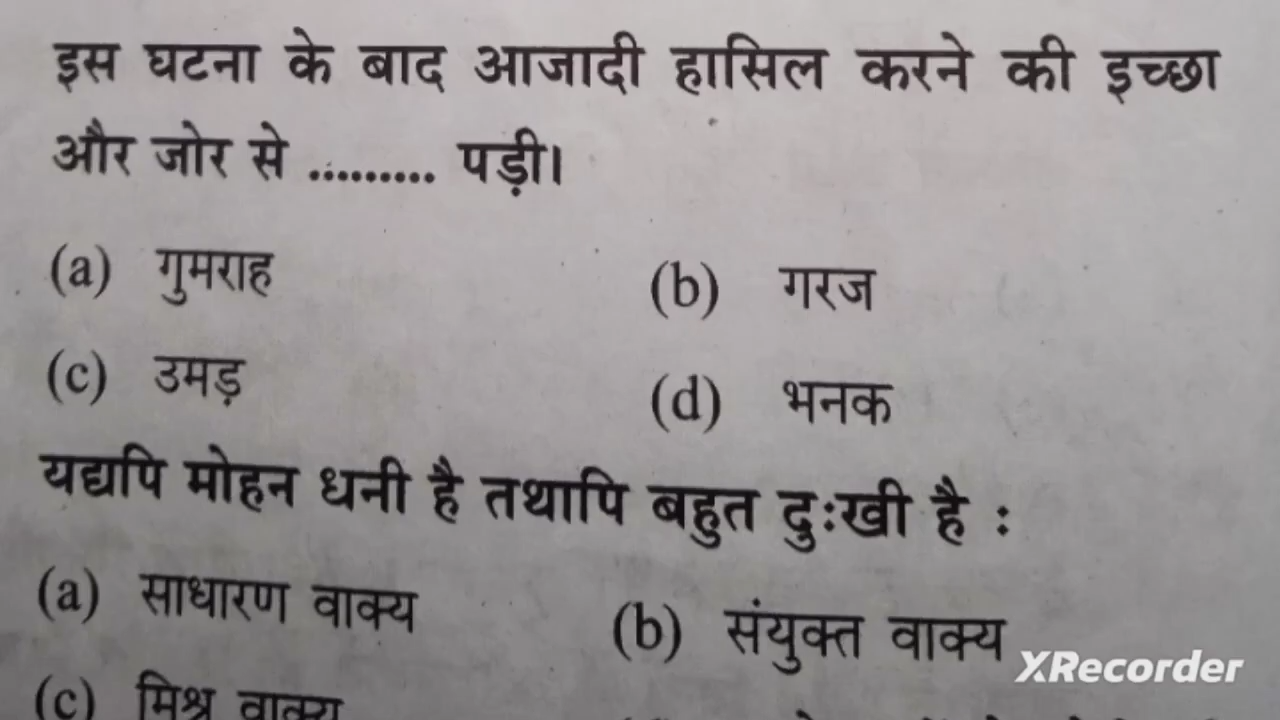 इस घटना के बाद आजादी हासिल करने की इच्छा
और जोर से ......... पड़ी।
(a) गुमराह (b) गरज
(c) उमड़ (d) भनक
यद्यपि मोहन धनी है तथापि बहुत दुःखी है :
(a) साधारण वाक्य (b) संयुक्त वाक्य
XRecorder
(c) मिश्र वाक्य